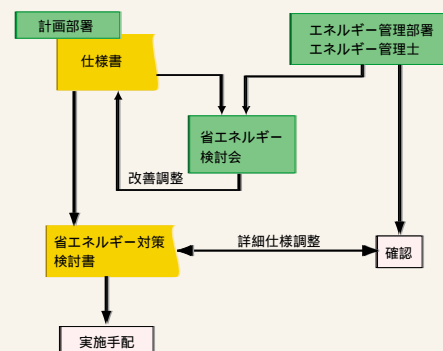 計画部署
仕様書
エネルギー管理部署
エネルギー管理士
省エネルギー
検討会
改善調整
省エネルギー対策
検討書
詳細仕様調整
確認
実施手配